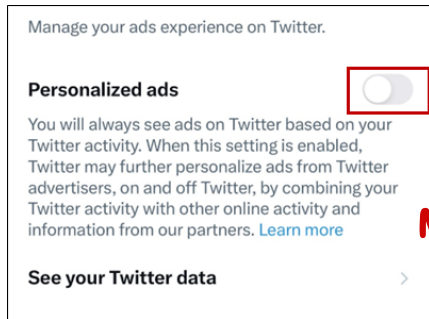 Manage your ads experience on Twitter.
Personalized ads
You will always see ads on Twitter based on your
Twitter activity. When this setting is enabled,
Twitter may further personalize ads from Twitter
advertisers, on and off Twitter, by combining your
Twitter activity with other online activity and
information from our partners. Learn more
See your Twitter data